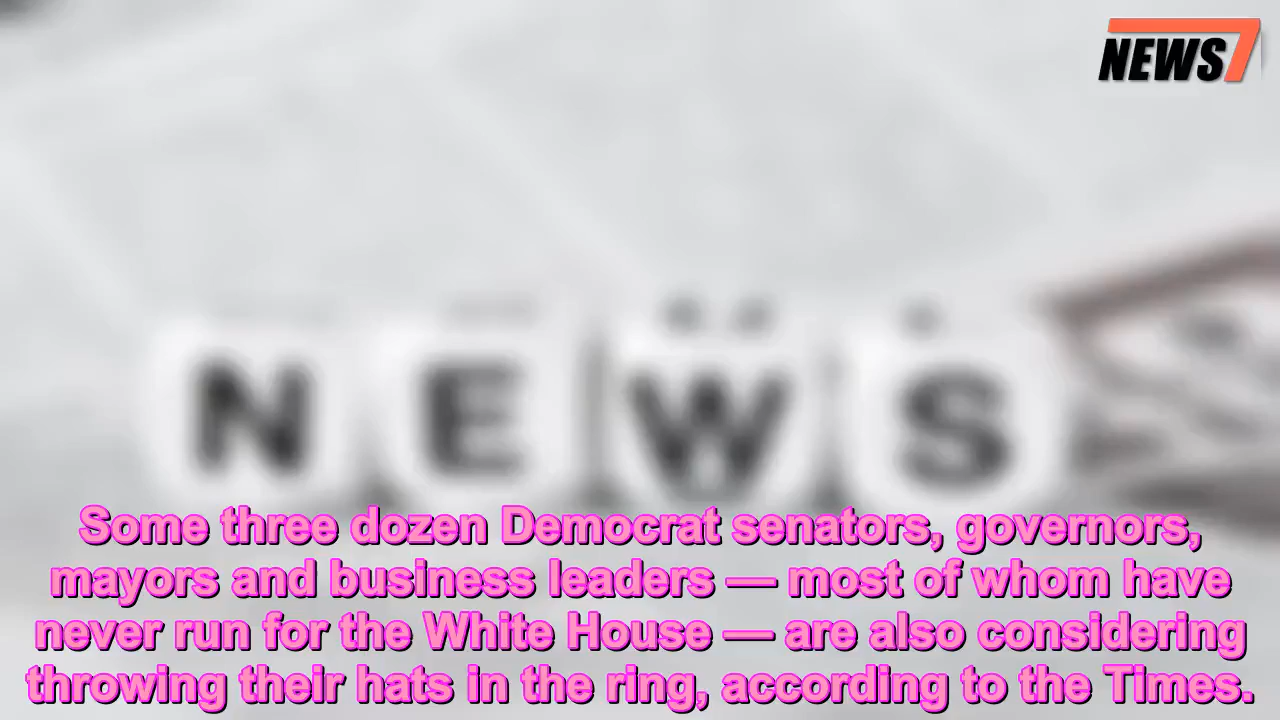 NEWS7
NEWS
Some three dozen Democrat senators, governors,
mayors and business leaders — most of whom have
never run for the White House — are also considering
throwing their hats in the ring, according to the Times.